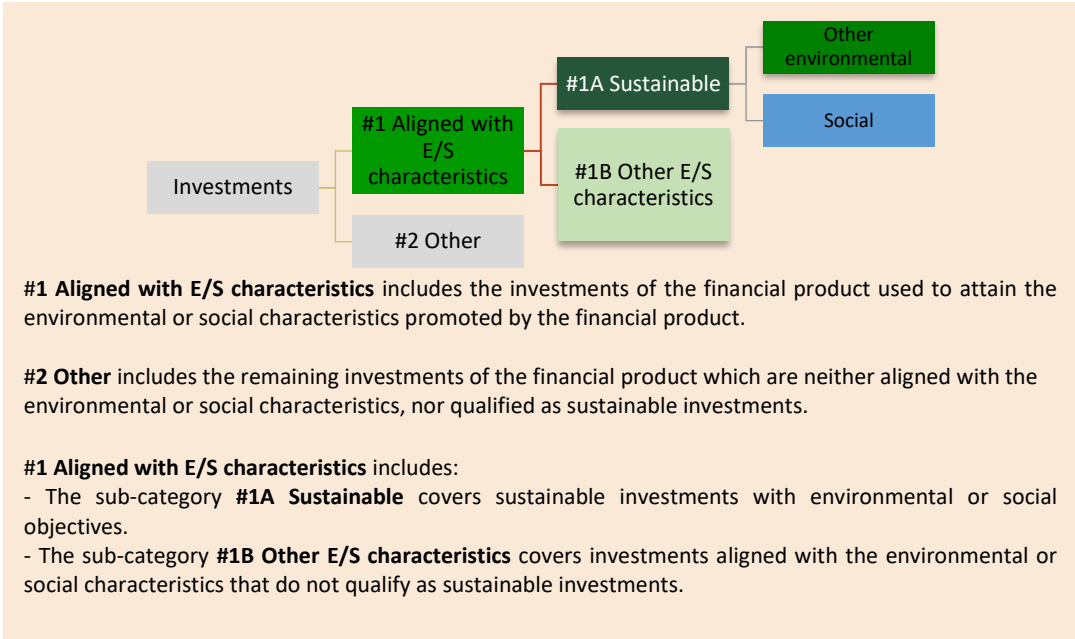 Other
environmental
#1A Sustainable
Social
#1 Aligned with
E/S
characteristics
#1B Other E/S
characteristics
Investments
#2 Other
#1 Aligned with E/S characteristics includes the investments of the financial product used to attain the
environmental or social characteristics promoted by the financial product.
#2 Other includes the remaining investments of the financial product which are neither aligned with the
environmental or social characteristics, nor qualified as sustainable investments.
#1 Aligned with E/S characteristics includes:
- The sub-category #1A Sustainable covers sustainable investments with environmental or social
objectives.
- The sub-category #1B Other E/S characteristics covers investments aligned with the environmental or
social characteristics that do not qualify as sustainable investments.